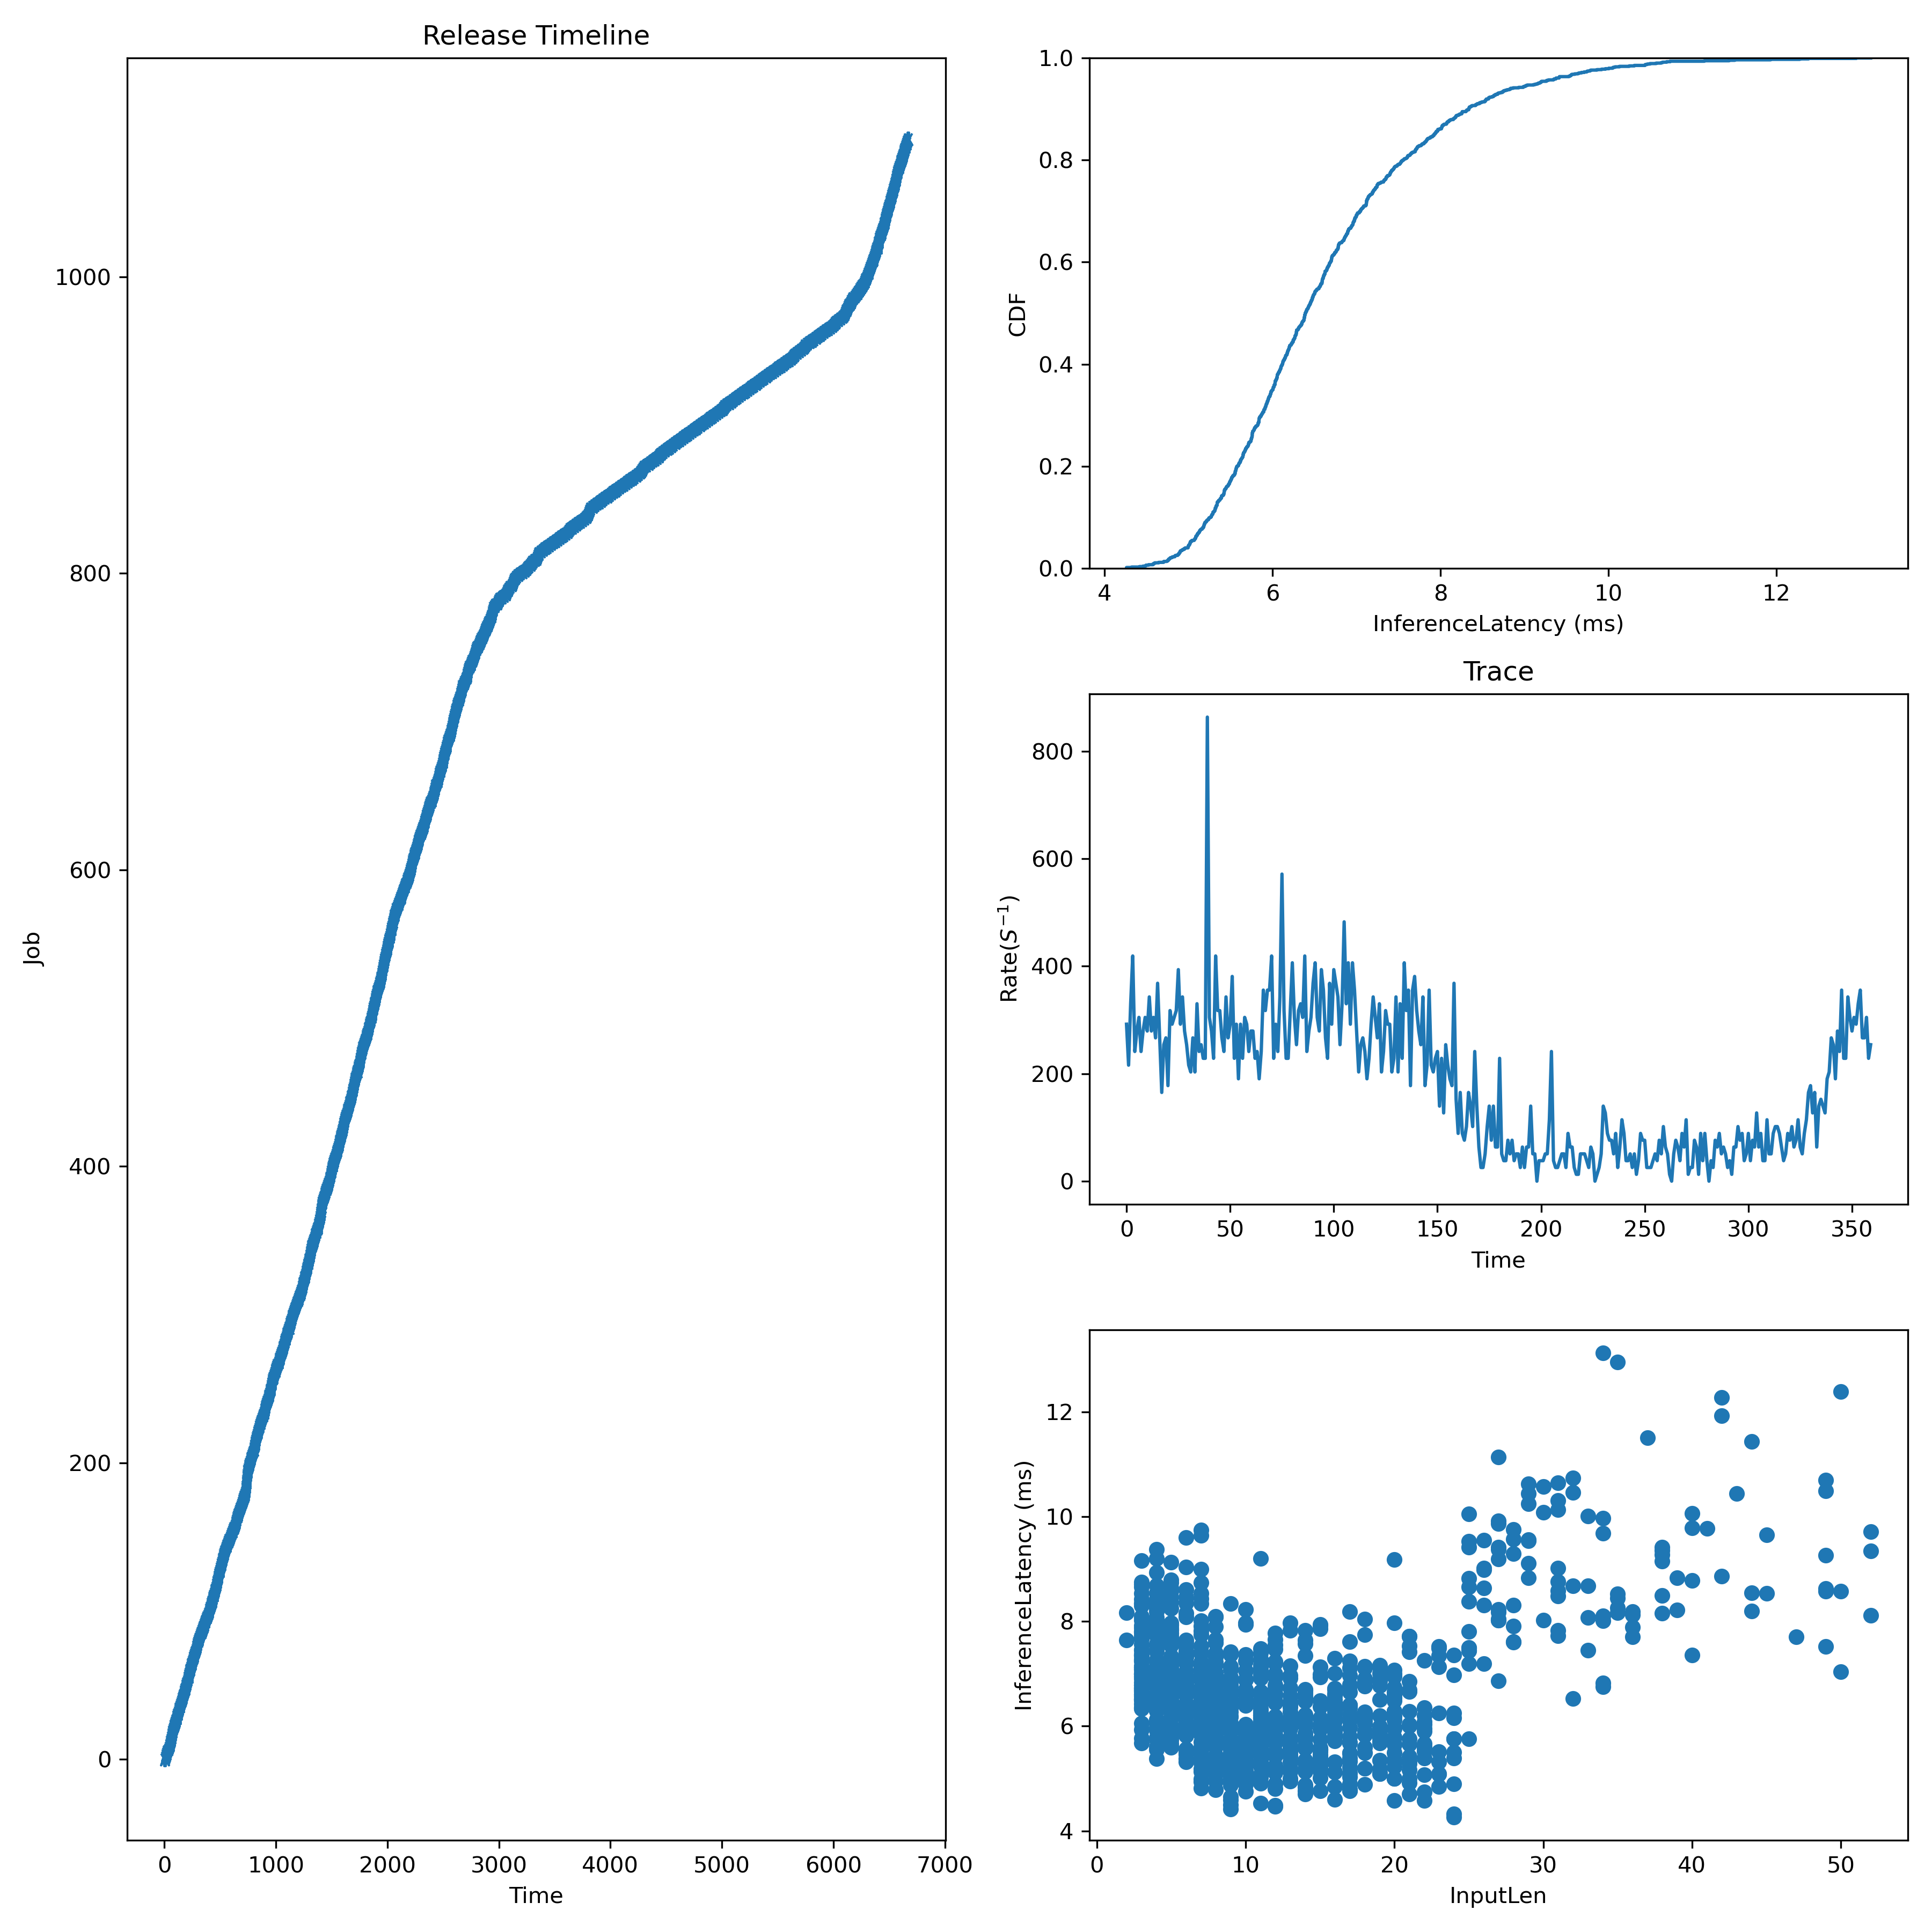 Release Timeline
Job
1000
800
600
400
200
0
0 1000 2000 3000 4000 5000 6000 7000
Time
CDF
1.0
0.8
0.6
0.4
0.2
0.0
4 6 8 10 12
InferenceLatency (ms)
Trace
Rate(S⁻¹)
800
600
400
200
0
0 50 100 150 200 250 300 350
Time
InferenceLatency (ms)
12
10
8
6
4
0 10 20 30 40 50
InputLen